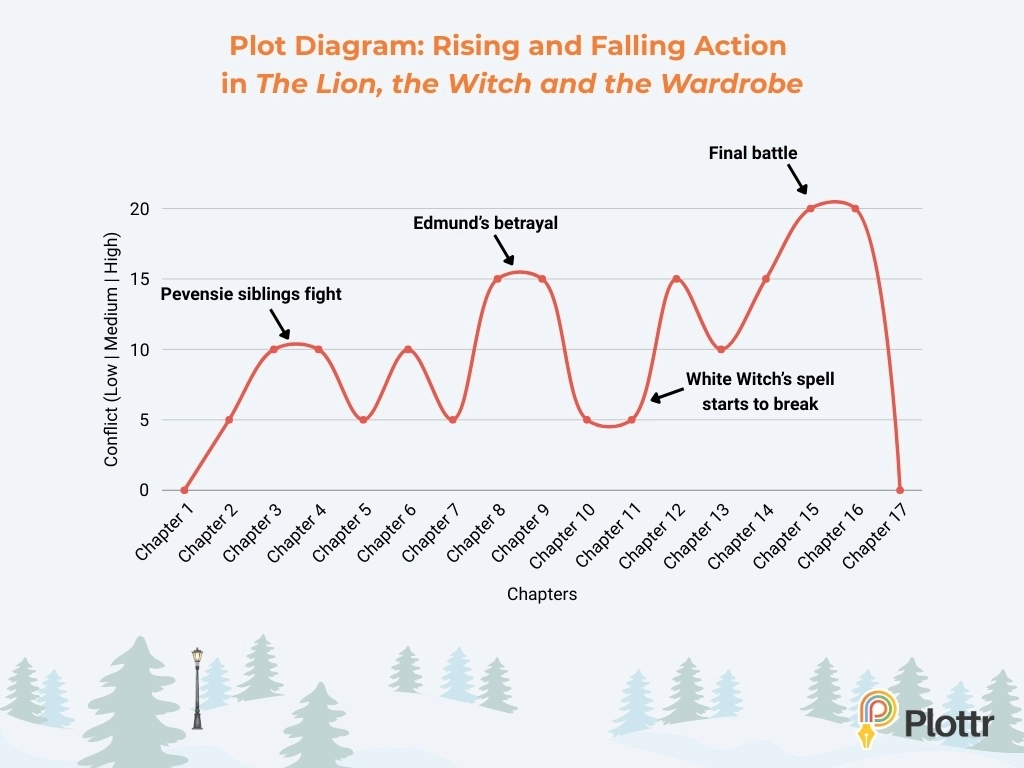 Plot Diagram: Rising and Falling Action
in The Lion, the Witch and the Wardrobe
Final battle
Edmund’s betrayal
Pevensie siblings fight
White Witch’s spell
starts to break
Conflict (Low | Medium | High)
20
15
10
5
0
Chapter 1
Chapter 2
Chapter 3
Chapter 4
Chapter 5
Chapter 6
Chapter 7
Chapter 8
Chapter 9
Chapter 10
Chapter 11
Chapter 12
Chapter 13
Chapter 14
Chapter 15
Chapter 16
Chapter 17
Chapters
Plottr